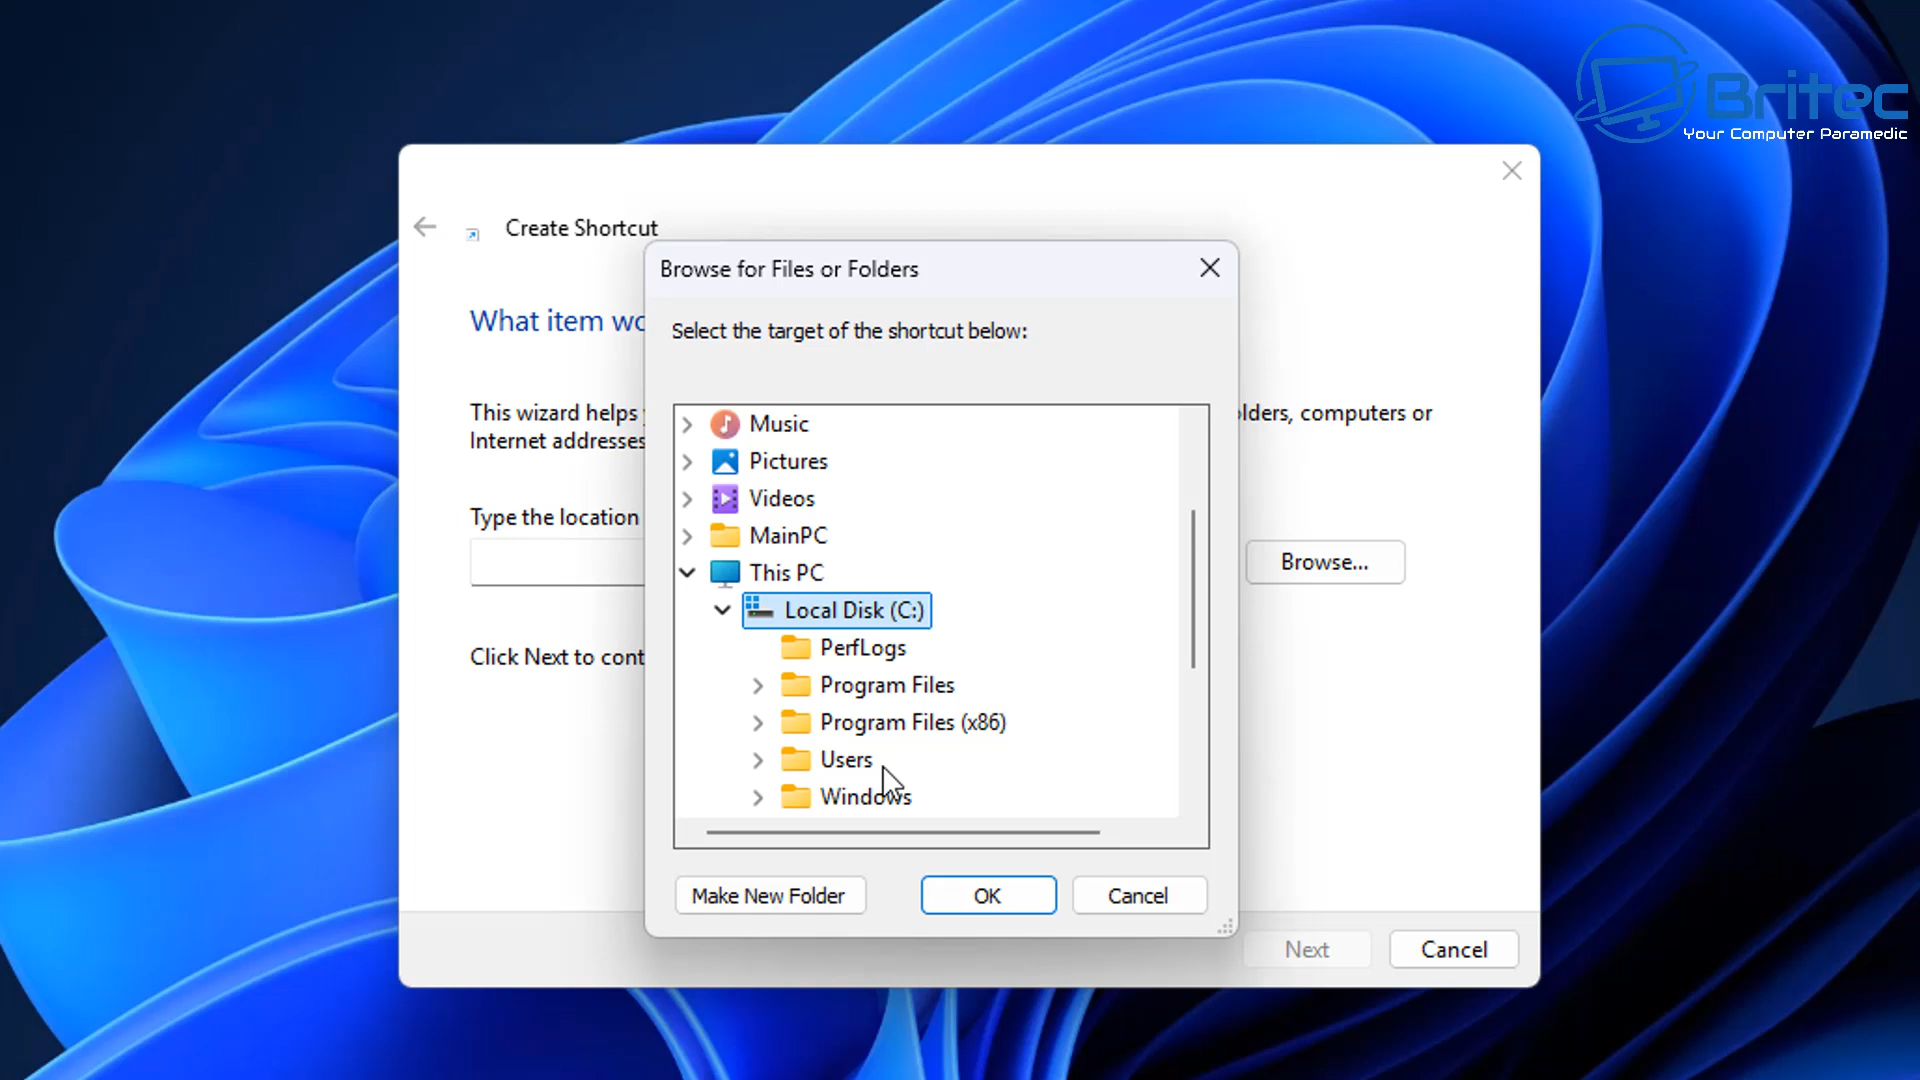 Britec
Your Computer Paramedic
Create Shortcut
Browse for Files or Folders
What item wo
Select the target of the shortcut below:
This wizard helps
lders, computers or
Internet addresses
Music
Pictures
Videos
MainPC
This PC
Local Disk (C:)
PerfLogs
Program Files
Program Files (x86)
Users
Windows
Type the location
Browse...
Click Next to cont
Make New Folder
OK
Cancel
Next
Cancel